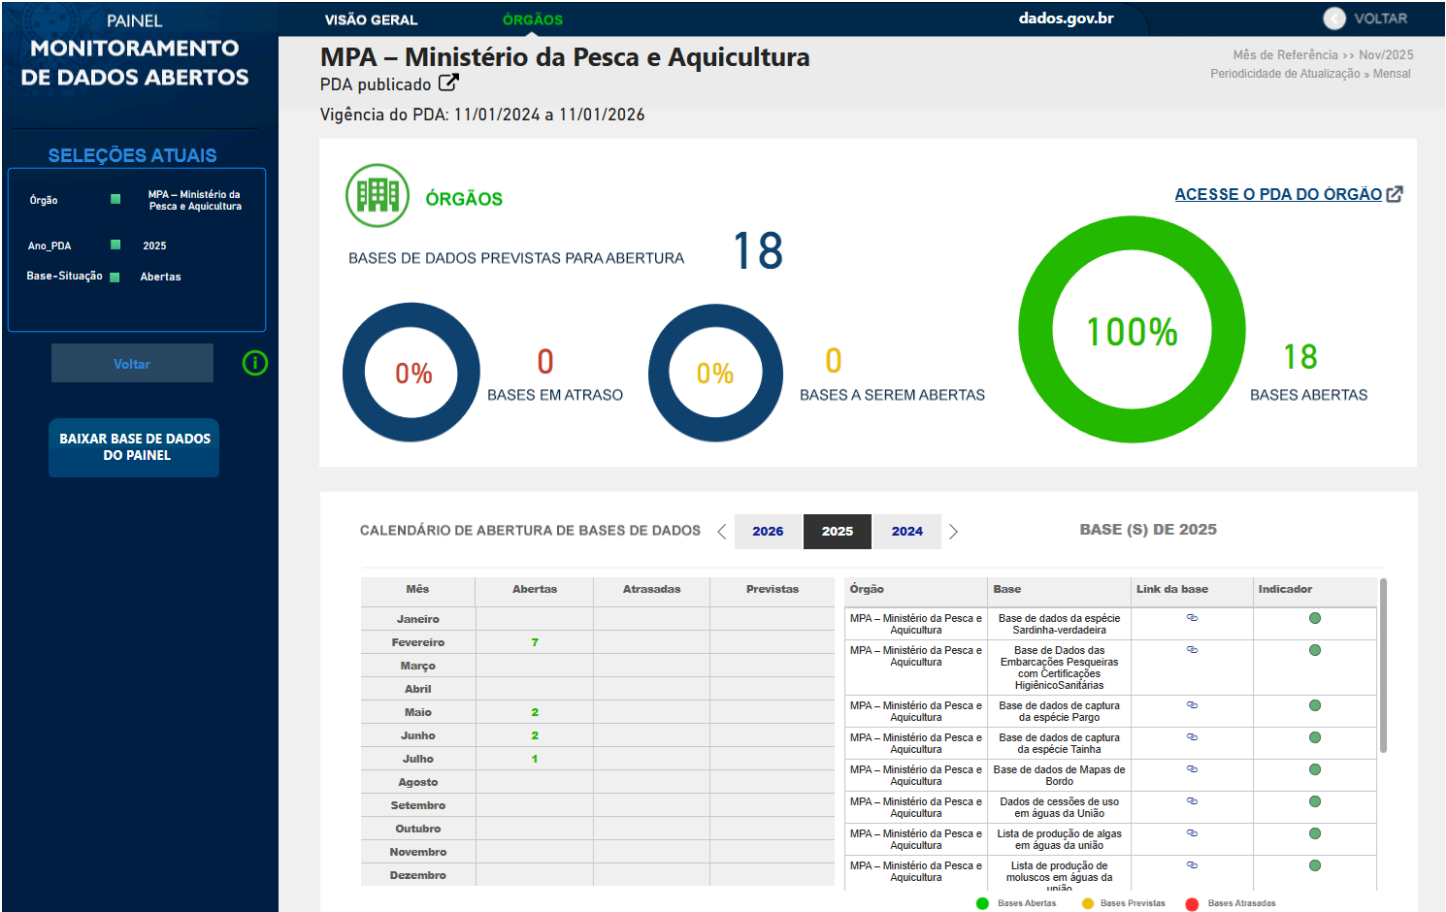 PAINEL
MONITORAMENTO
DE DADOS ABERTOS
VISÃO GERAL
ÓRGÃOS
dados.gov.br
VOLTAR
MPA – Ministério da Pesca e Aquicultura
PDA publicado
Vigência do PDA: 11/01/2024 a 11/01/2026
Mês de Referência >> Nov/2025
Periodicidade de Atualização » Mensal
SELEÇÕES ATUAIS
Órgão
MPA – Ministério da
Pesca e Aquicultura
Ano_PDA
2025
Base-Situação
Abertas
Voltar
BAIXAR BASE DE DADOS
DO PAINEL
ÓRGÃOS
ACESSE O PDA DO ÓRGÃO
BASES DE DADOS PREVISTAS PARA ABERTURA
18
0%
0
BASES EM ATRASO
0%
0
BASES A SEREM ABERTAS
100%
18
BASES ABERTAS
CALENDÁRIO DE ABERTURA DE BASES DE DADOS
2026
2025
2024
BASE (S) DE 2025
Mês Abertas Atrasadas Previstas
Janeiro
Fevereiro 7
Março
Abril
Maio 2
Junho 2
Julho 1
Agosto
Setembro
Outubro
Novembro
Dezembro
Órgão Base Link da base Indicador
MPA – Ministério da Pesca e
Aquicultura
Base de dados da espécie
Sardinha-verdadeira
MPA – Ministério da Pesca e
Aquicultura
Base de Dados das
Embarcações Pesqueiras
com Certificações
HigiênicoSanitárias
MPA – Ministério da Pesca e
Aquicultura
Base de dados de captura
da espécie Pargo
MPA – Ministério da Pesca e
Aquicultura
Base de dados de captura
da espécie Tainha
MPA – Ministério da Pesca e
Aquicultura
Base de dados de Mapas de
Bordo
MPA – Ministério da Pesca e
Aquicultura
Dados de cessões de uso
em águas da União
MPA – Ministério da Pesca e
Aquicultura
Lista de produção de algas
em águas da união
MPA – Ministério da Pesca e
Aquicultura
Lista de produção de
moluscos em águas da
união
Bases Abertas
Bases Previstas
Bases Atrasadas